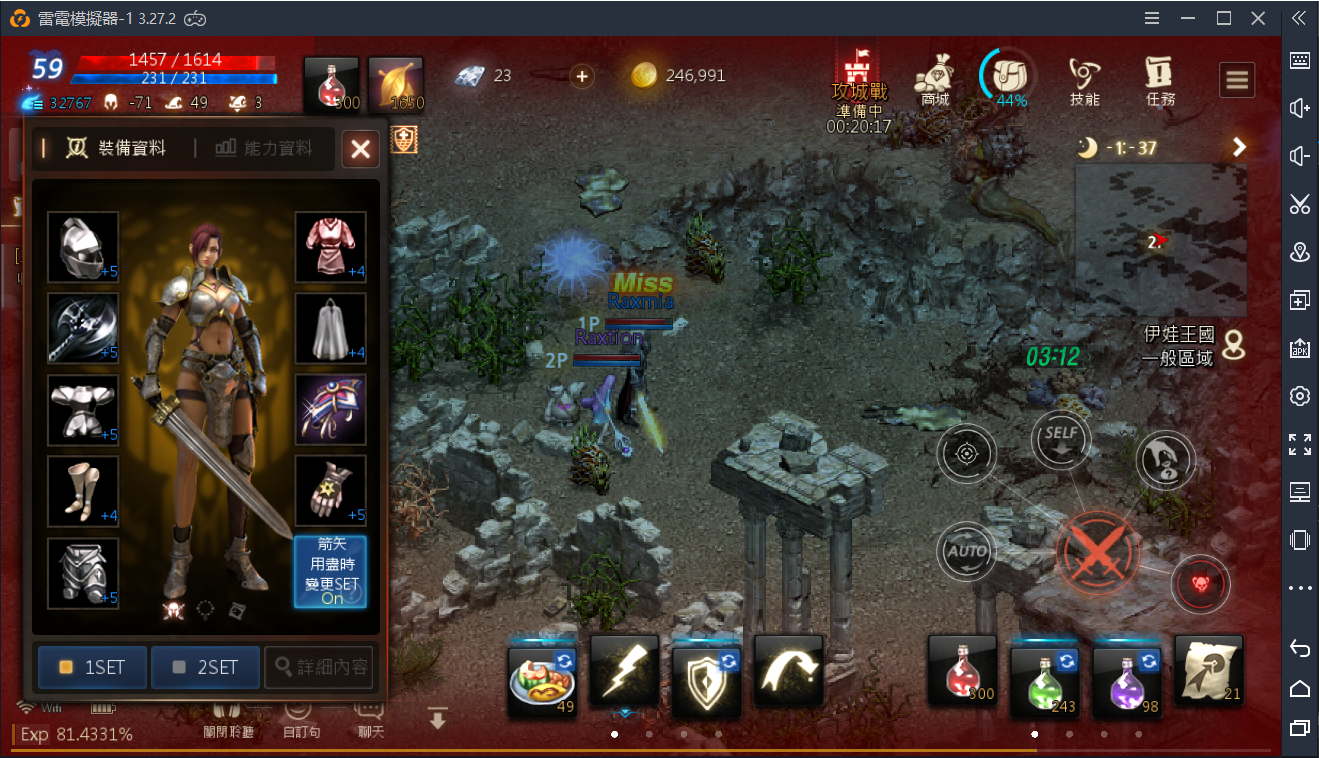 雷電模擬器-1 3.27.2
59
1457 / 1614
231 / 231
32767 -71 49 3
300
1650
23
246,991
攻城戰
準備中
00:20:17
商城
44%
技能
任務
裝備資料
能力資料
-1:-37
2.
伊娃王國
一般區域
03:12
Miss
Raxmia
1P
Raxtion
2P
+5
+4
+5
+4
+5
+4
+5
+5
箭矢
用盡時
變更SET
On
1SET
2SET
詳細內容
SELF
AUTO
49
300
243
98
21
Wifi
Exp 81.4331%
關閉聆聽
自訂句
聊天
APK